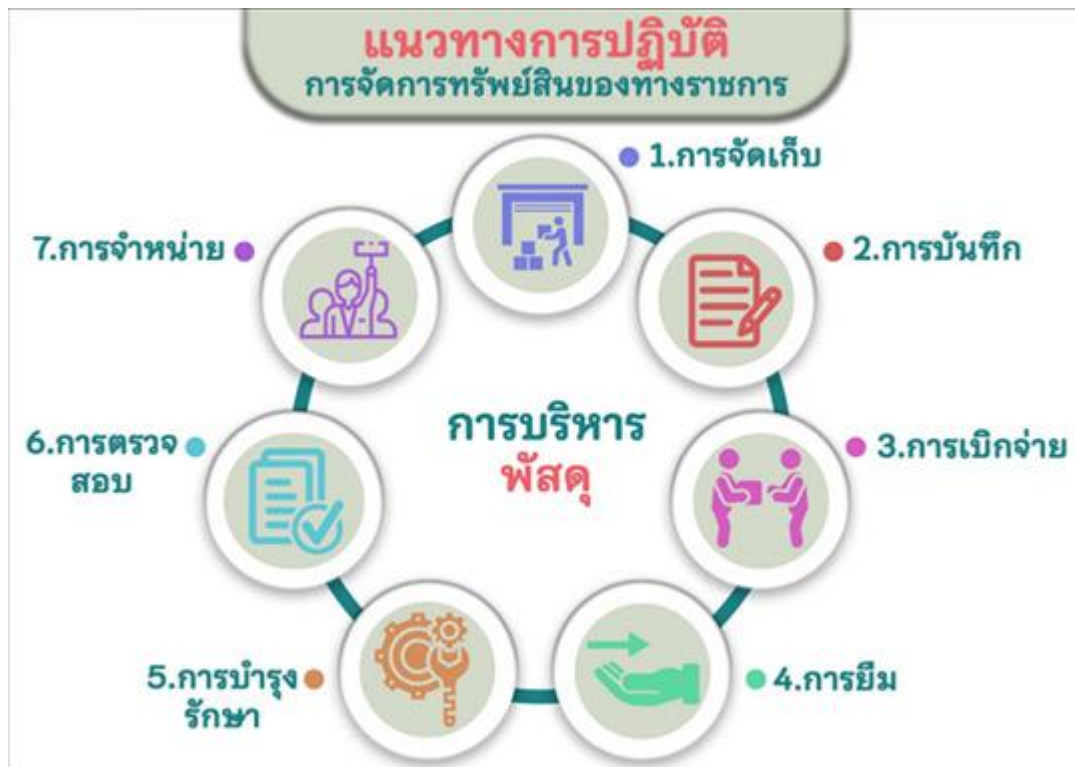 แนวทางการปฏิบัติ
การจัดการทรัพย์สินของทางราชการ
1.การจัดเก็บ
2.การบันทึก
3.การเบิกจ่าย
4.การยืม
5.การบำรุง
รักษา
6.การตรวจ
สอบ
7.การจำหน่าย
การบริหาร
พัสดุ